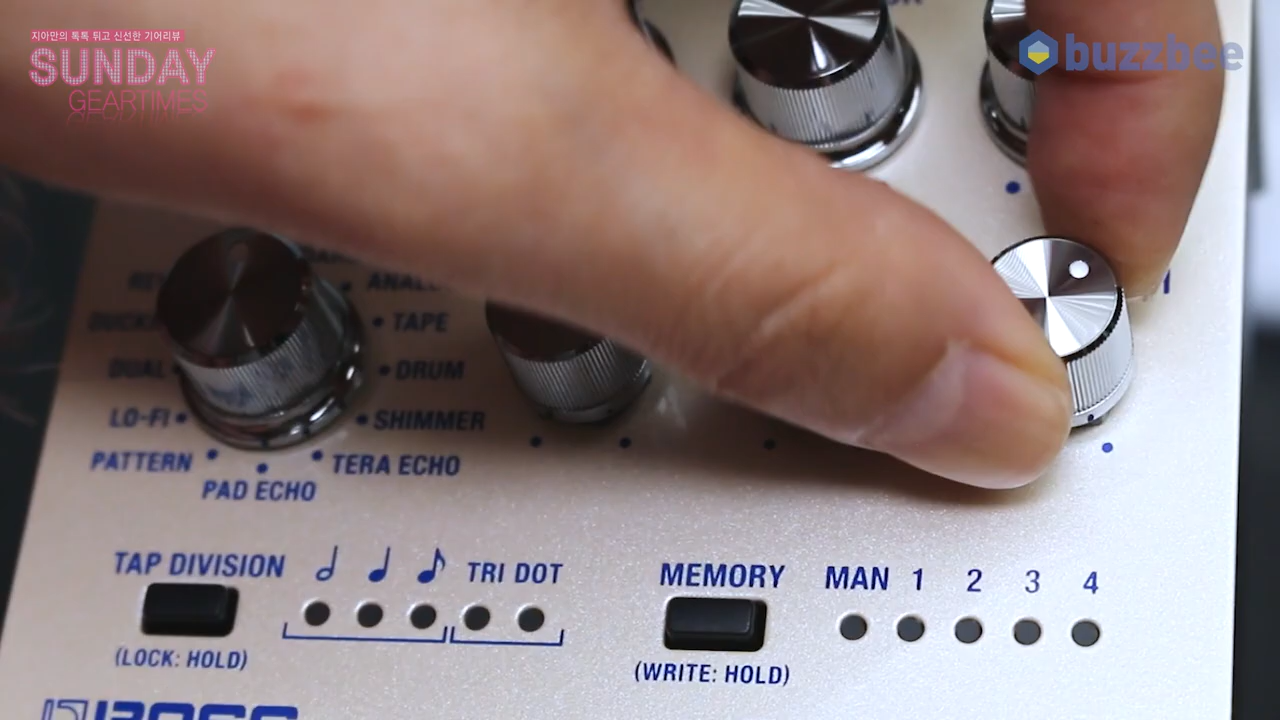 지아만의 톡톡 튀고 신선한 기어리뷰
SUNDAY
GEARTIMES
buzzbee
TAPE
DUAL
DRUM
LO-FI
SHIMMER
PATTERN
TERA ECHO
PAD ECHO
TAP DIVISION
TRI DOT
MEMORY
MAN 1 2 3 4
(LOCK: HOLD)
(WRITE: HOLD)
BOSS